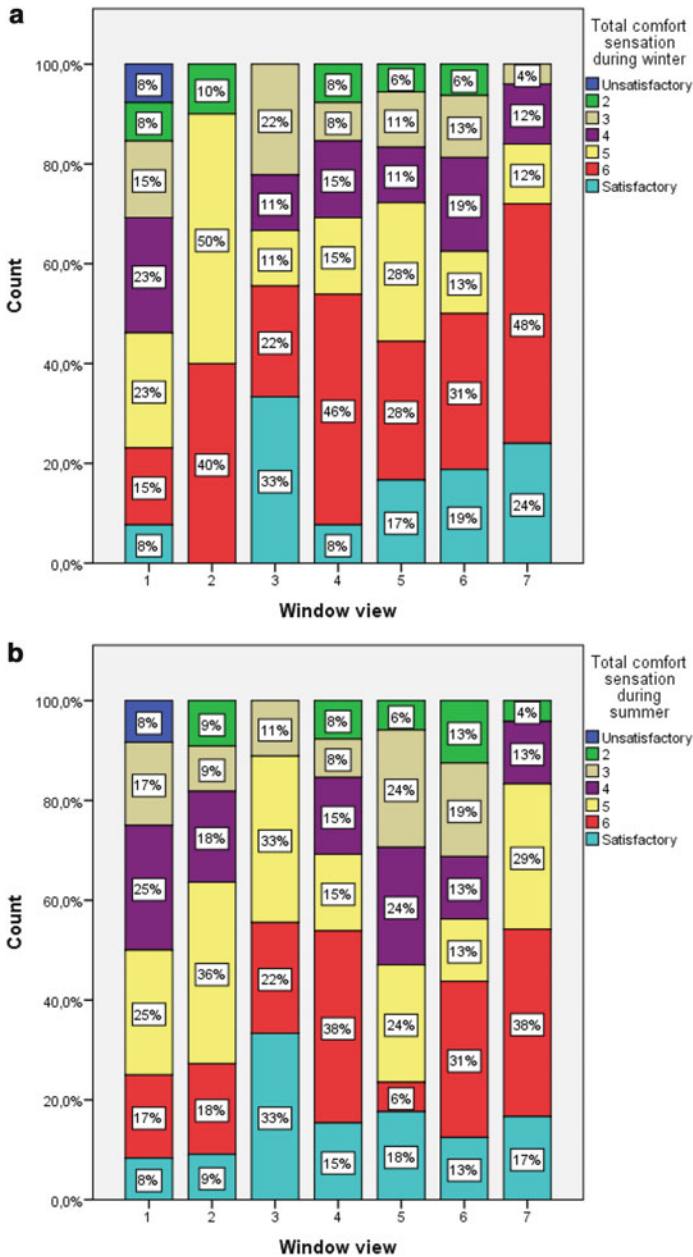 a
Total comfort
sensation
during winter
Unsatisfactory
2
3
4
5
6
Satisfactory
Count
100,0%
80,0%
60,0%
40,0%
20,0%
0,0%
8% 10% 22% 8% 6% 6% 4%
8% 50% 11% 8% 11% 13% 12%
15% 40% 11% 15% 11% 19% 12%
23% 22% 15% 28% 13% 48%
23% 33% 46% 28% 31% 24%
15% 8% 17% 19%
8%
1 2 3 4 5 6 7
Window view
b
Total comfort
sensation
during
summer
Unsatisfactory
2
3
4
5
6
Satisfactory
Count
100,0%
80,0%
60,0%
40,0%
20,0%
0,0%
8% 9% 11% 8% 6% 13% 4%
17% 9% 33% 8% 24% 19% 13%
25% 18% 22% 15% 24% 13% 29%
25% 36% 33% 15% 24% 13% 38%
17% 18% 38% 6% 31% 17%
8% 9% 15% 18% 13%
1 2 3 4 5 6 7
Window view